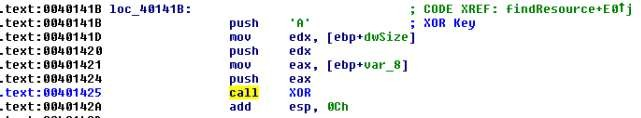 .text:0040141B loc_40141B: ; CODE XREF: findResource+E0↑j
.text:0040141B push 'A' ; XOR Key
.text:0040141D mov edx, [ebp+dwSize]
.text:00401420 push edx
.text:00401421 mov eax, [ebp+var_8]
.text:00401424 push eax
.text:00401425 call XOR
.text:0040142A add esp, 0Ch